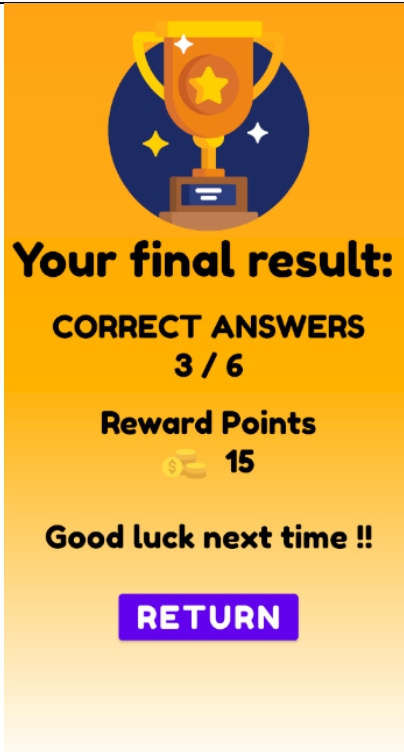 Your final result:
CORRECT ANSWERS
3 / 6
Reward Points
$ 15
Good luck next time !!
RETURN